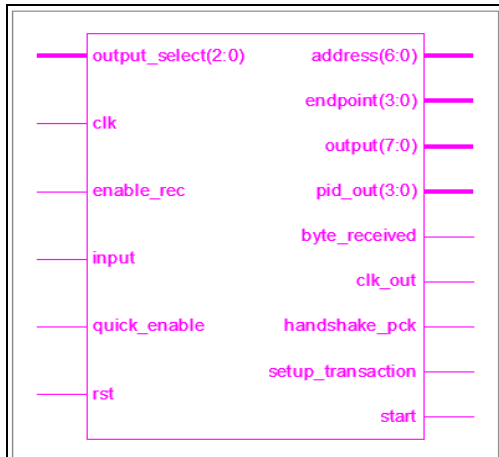 output_select(2:0)
clk
enable_rec
input
quick_enable
rst
address(6:0)
endpoint(3:0)
output(7:0)
pid_out(3:0)
byte_received
clk_out
handshake_pck
setup_transaction
start